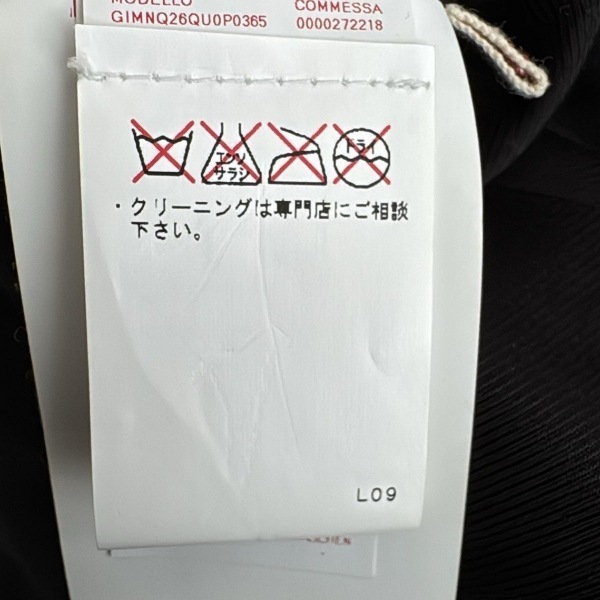 MODELLO COMMESSA
GIMNQ26QU0P0365 0000272218
エンソ
サラシ
ドライ
・クリーニングは専門店にご相談
下さい。
L09